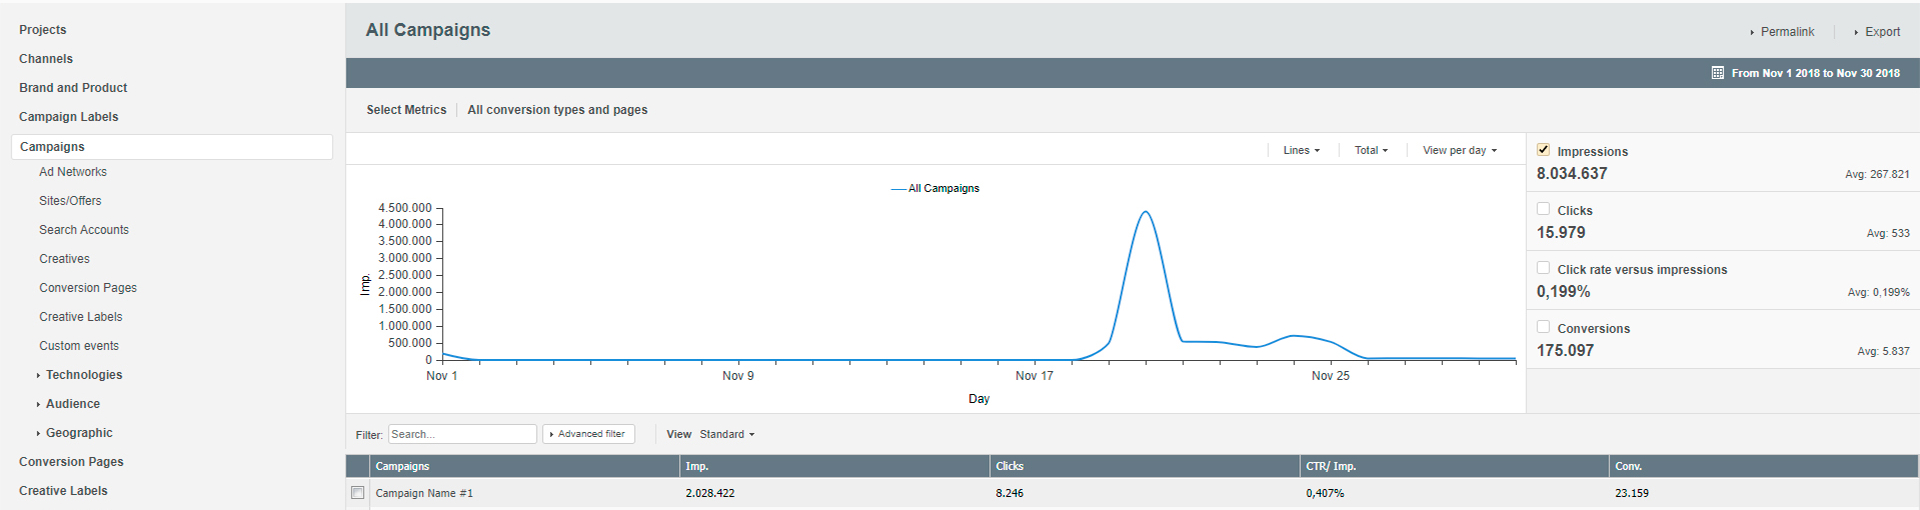 Projects
Channels
Brand and Product
Campaign Labels
Campaigns
Ad Networks
Sites/Offers
Search Accounts
Creatives
Conversion Pages
Creative Labels
Custom events
Technologies
Audience
Geographic
Conversion Pages
Creative Labels
All Campaigns
Permalink
Export
From Nov 1 2018 to Nov 30 2018
Select Metrics
All conversion types and pages
Lines
Total
View per day
All Campaigns
Imp.
4.500.000
4.000.000
3.500.000
3.000.000
2.500.000
2.000.000
1.500.000
1.000.000
500.000
0
Nov 1
Nov 9
Nov 17
Nov 25
Day
Impressions
8.034.637
Avg: 267.821
Clicks
15.979
Avg: 533
Click rate versus impressions
0,199%
Avg: 0,199%
Conversions
175.097
Avg: 5.837
Filter:
Search...
Advanced filter
View
Standard
Campaigns
Imp.
Clicks
CTR/ Imp.
Conv.
Campaign Name #1
2.028.422
8.246
0,407%
23.159